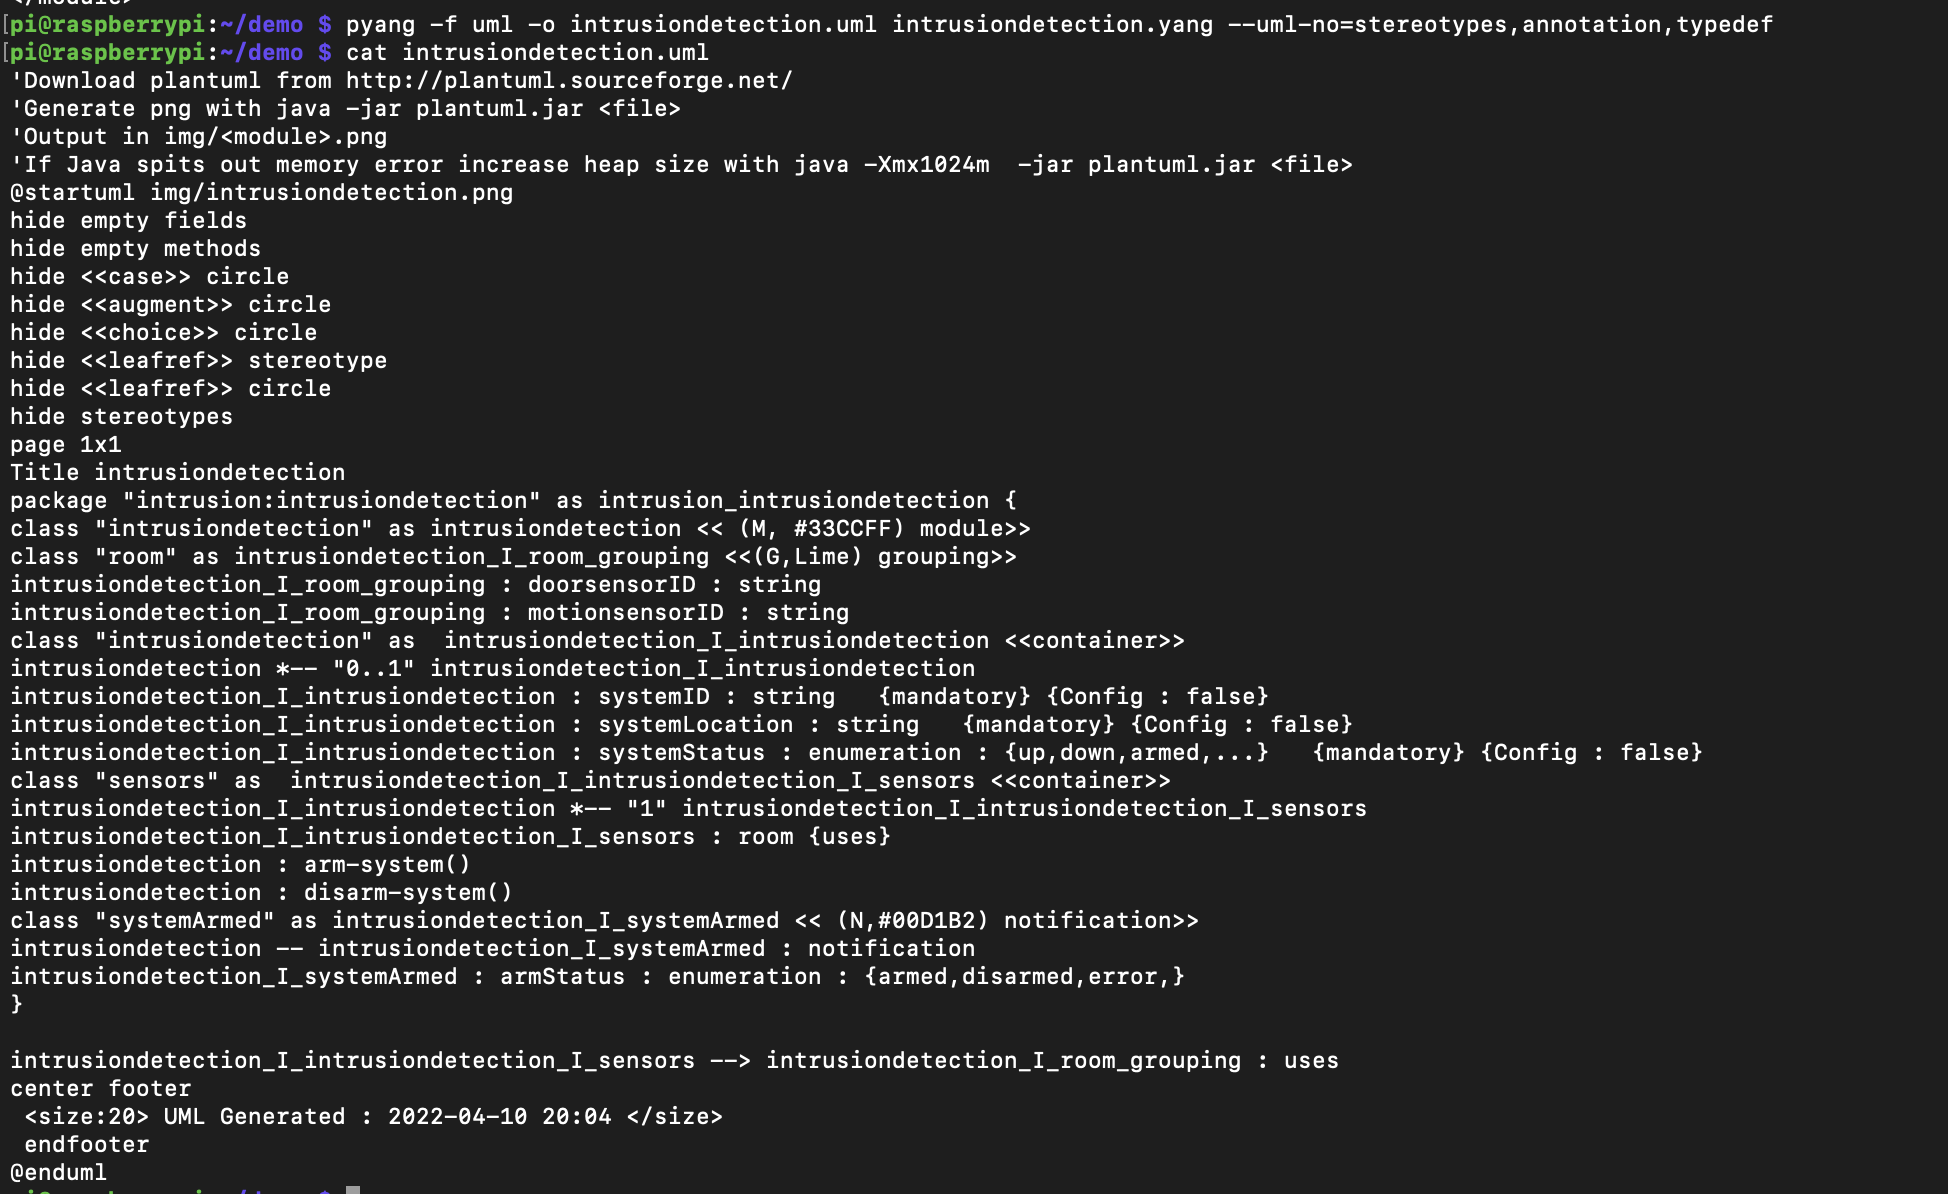 </module>
[pi@raspberrypi:~/demo $ pyang -f uml -o intrusiondetection.uml intrusiondetection.yang --uml-no=stereotypes,annotation,typedef
[pi@raspberrypi:~/demo $ cat intrusiondetection.uml
'Download plantuml from http://plantuml.sourceforge.net/
'Generate png with java -jar plantuml.jar <file>
'Output in img/<module>.png
'If Java spits out memory error increase heap size with java -Xmx1024m  -jar plantuml.jar <file>
@startuml img/intrusiondetection.png
hide empty fields
hide empty methods
hide <<case>> circle
hide <<augment>> circle
hide <<choice>> circle
hide <<leafref>> stereotype
hide <<leafref>> circle
hide stereotypes
page 1x1
Title intrusiondetection
package "intrusion:intrusiondetection" as intrusion_intrusiondetection {
class "intrusiondetection" as intrusiondetection << (M, #33CCFF) module>>
class "room" as intrusiondetection_I_room_grouping <<(G,Lime) grouping>>
intrusiondetection_I_room_grouping : doorsensorID : string
intrusiondetection_I_room_grouping : motionsensorID : string
class "intrusiondetection" as  intrusiondetection_I_intrusiondetection <<container>>
intrusiondetection *-- "0..1" intrusiondetection_I_intrusiondetection
intrusiondetection_I_intrusiondetection : systemID : string   {mandatory} {Config : false}
intrusiondetection_I_intrusiondetection : systemLocation : string   {mandatory} {Config : false}
intrusiondetection_I_intrusiondetection : systemStatus : enumeration : {up,down,armed,...}   {mandatory} {Config : false}
class "sensors" as  intrusiondetection_I_intrusiondetection_I_sensors <<container>>
intrusiondetection_I_intrusiondetection *-- "1" intrusiondetection_I_intrusiondetection_I_sensors
intrusiondetection_I_intrusiondetection_I_sensors : room {uses}
intrusiondetection : arm-system()
intrusiondetection : disarm-system()
class "systemArmed" as intrusiondetection_I_systemArmed << (N,#00D1B2) notification>>
intrusiondetection -- intrusiondetection_I_systemArmed : notification
intrusiondetection_I_systemArmed : armStatus : enumeration : {armed,disarmed,error,}
}
intrusiondetection_I_intrusiondetection_I_sensors --> intrusiondetection_I_room_grouping : uses
center footer
 <size:20> UML Generated : 2022-04-10 20:04 </size>
 endfooter
@enduml
pi@raspberrypi:~/demo $